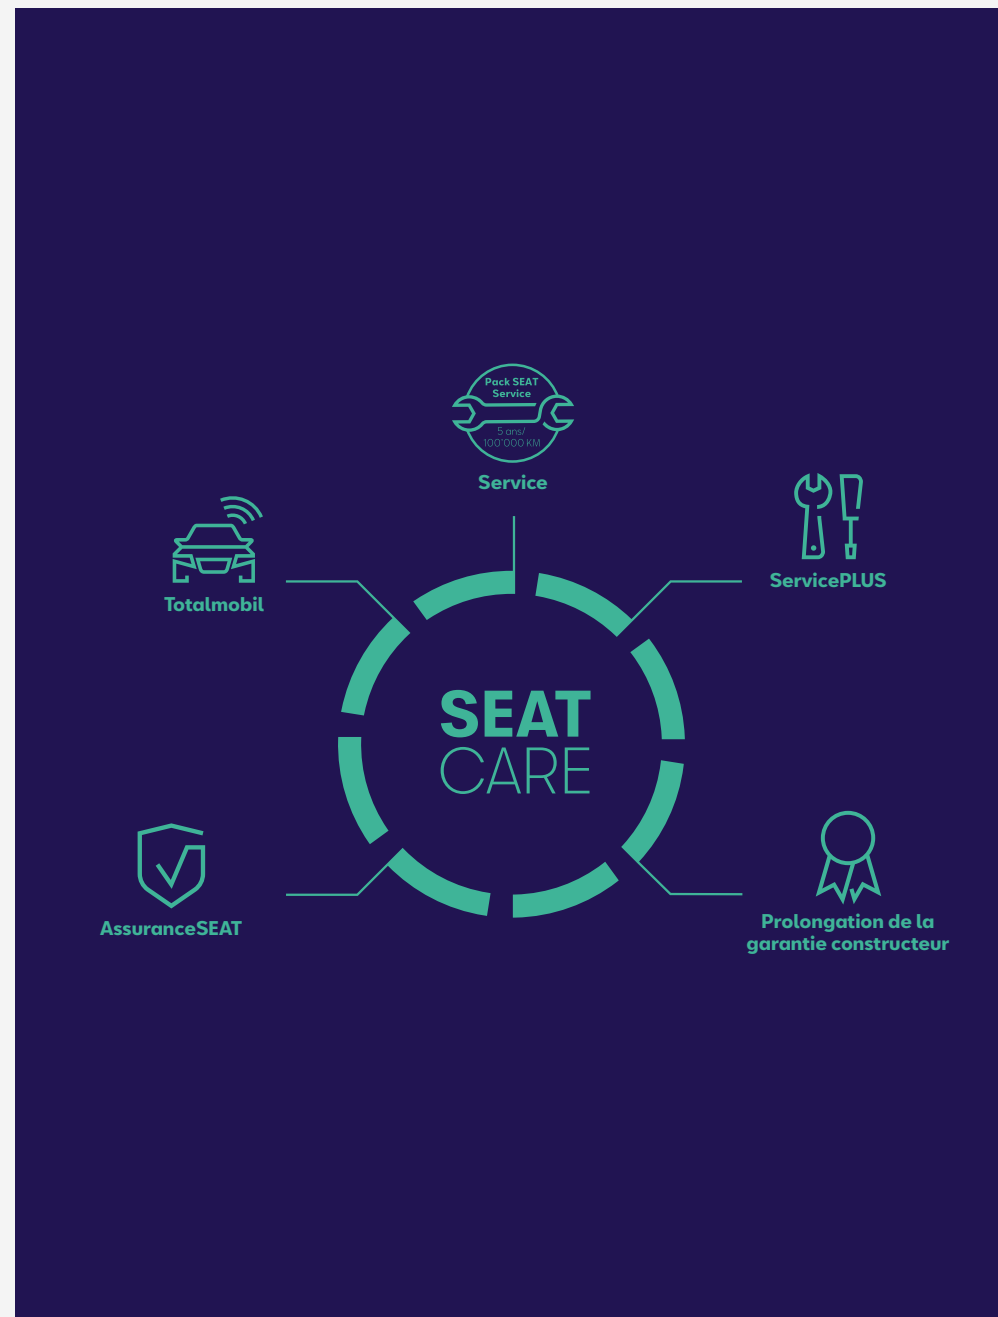 Pack SEAT
Service
5 ans/
100'000 KM
Service
ServicePLUS
Totalmobil
SEAT
CARE
AssuranceSEAT
Prolongation de la
garantie constructeur